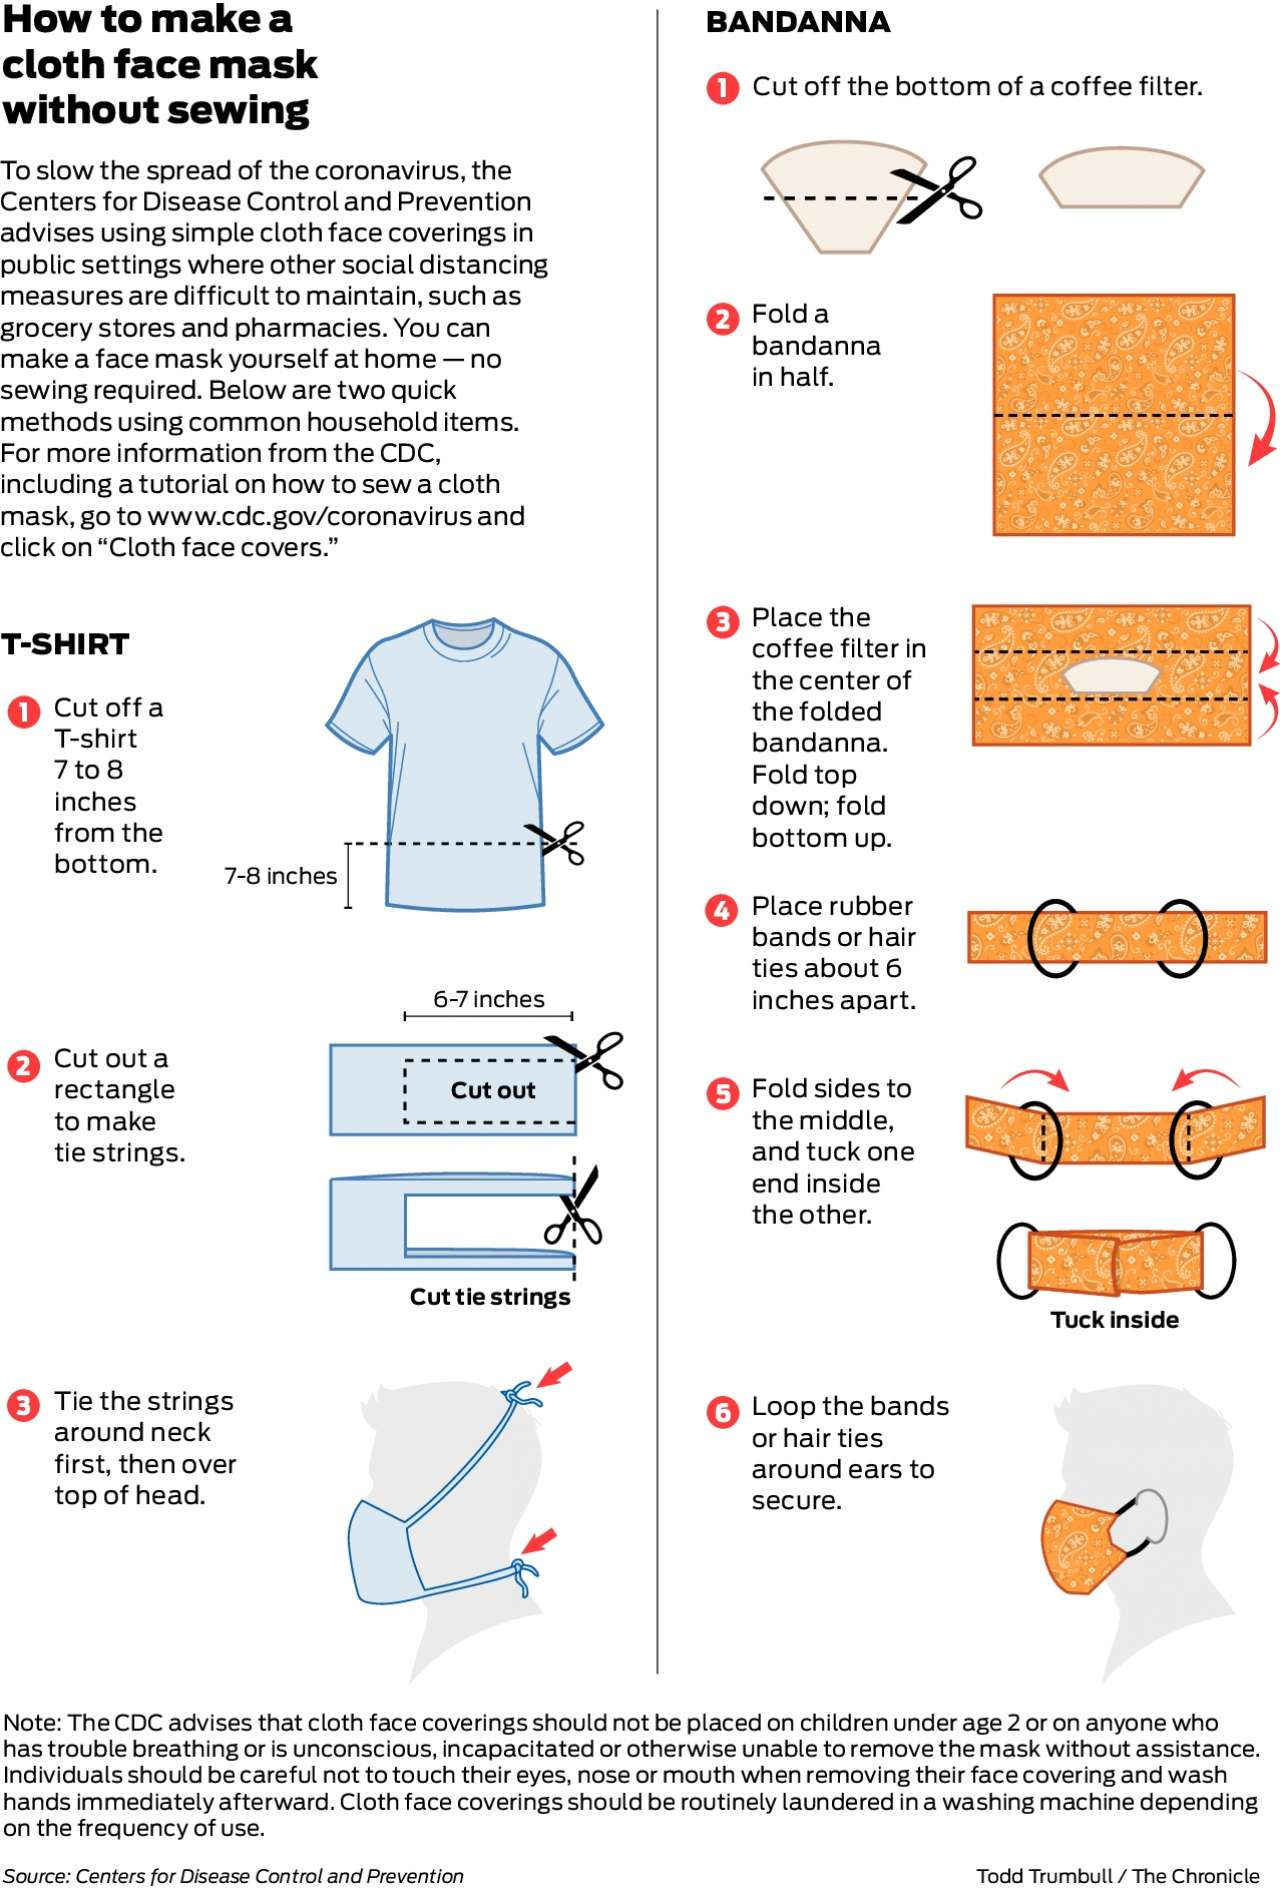 How to make a
cloth face mask
without sewing
To slow the spread of the coronavirus, the
Centers for Disease Control and Prevention
advises using simple cloth face coverings in
public settings where other social distancing
measures are difficult to maintain, such as
grocery stores and pharmacies. You can
make a face mask yourself at home — no
sewing required. Below are two quick
methods using common household items.
For more information from the CDC,
including a tutorial on how to sew a cloth
mask, go to www.cdc.gov/coronavirus and
click on “Cloth face covers.”
T-SHIRT
1 Cut off a
T-shirt
7 to 8
inches
from the
bottom.
7-8 inches
6-7 inches
2 Cut out a
rectangle
to make
tie strings.
Cut out
Cut tie strings
3 Tie the strings
around neck
first, then over
top of head.
BANDANNA
1 Cut off the bottom of a coffee filter.
2 Fold a
bandanna
in half.
3 Place the
coffee filter in
the center of
the folded
bandanna.
Fold top
down; fold
bottom up.
4 Place rubber
bands or hair
ties about 6
inches apart.
5 Fold sides to
the middle,
and tuck one
end inside
the other.
Tuck inside
6 Loop the bands
or hair ties
around ears to
secure.
Note: The CDC advises that cloth face coverings should not be placed on children under age 2 or on anyone who
has trouble breathing or is unconscious, incapacitated or otherwise unable to remove the mask without assistance.
Individuals should be careful not to touch their eyes, nose or mouth when removing their face covering and wash
hands immediately afterward. Cloth face coverings should be routinely laundered in a washing machine depending
on the frequency of use.
Source: Centers for Disease Control and Prevention
Todd Trumbull / The Chronicle